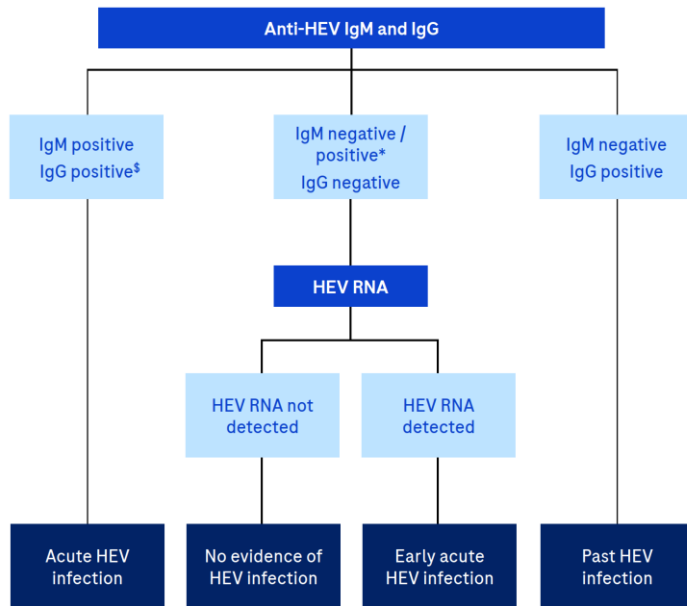 Anti-HEV IgM and IgG
IgM positive
IgG positive$
IgM negative /
positive*
IgG negative
IgM negative
IgG positive
HEV RNA
HEV RNA not
detected
HEV RNA
detected
Acute HEV
infection
No evidence of
HEV infection
Early acute
HEV infection
Past HEV
infection